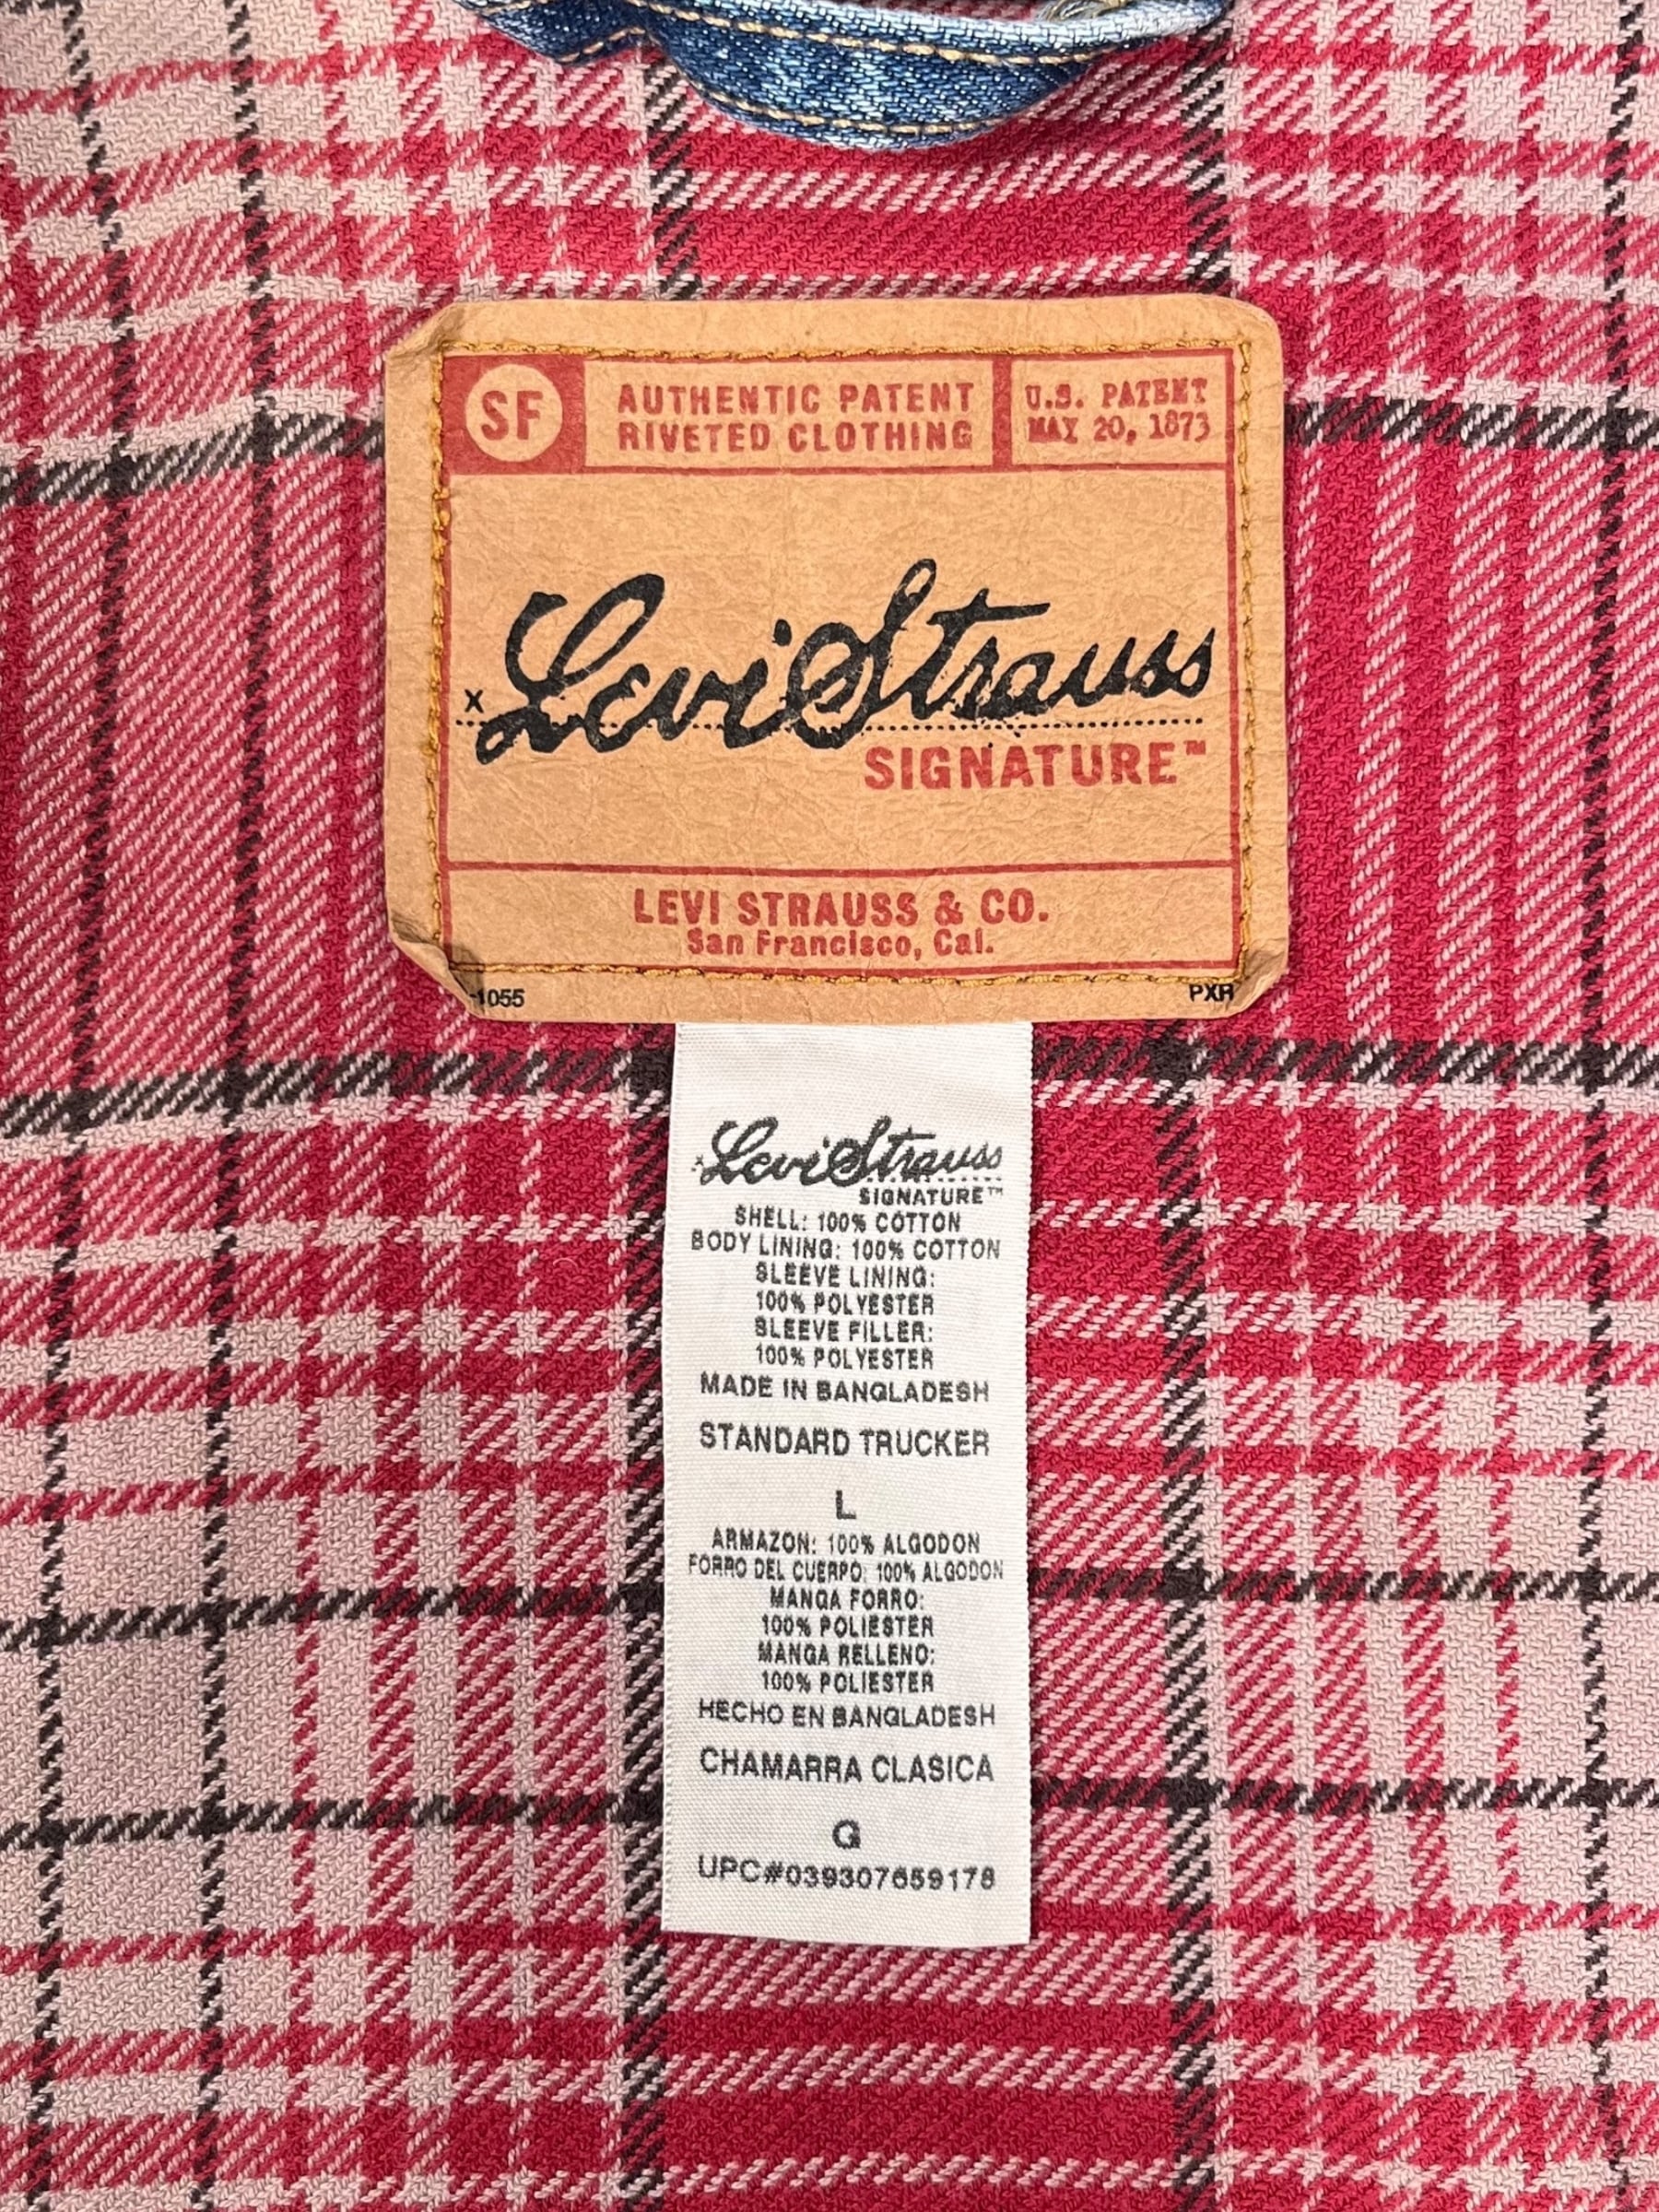 SF
AUTHENTIC PATENT
RIVETED CLOTHING
U.S. PATENT
MAY 20, 1873
x Levi Strauss
SIGNATURE™
LEVI STRAUSS & CO.
San Francisco, Cal.
-1055
PXR
x Levi Strauss
SIGNATURE™
SHELL: 100% COTTON
BODY LINING: 100% COTTON
SLEEVE LINING:
100% POLYESTER
SLEEVE FILLER:
100% POLYESTER
MADE IN BANGLADESH
STANDARD TRUCKER
L
ARMAZON: 100% ALGODON
FORRO DEL CUERPO: 100% ALGODON
MANGA FORRO:
100% POLIESTER
MANGA RELLENO:
100% POLIESTER
HECHO EN BANGLADESH
CHAMARRA CLASICA
G
UPC#039307659178